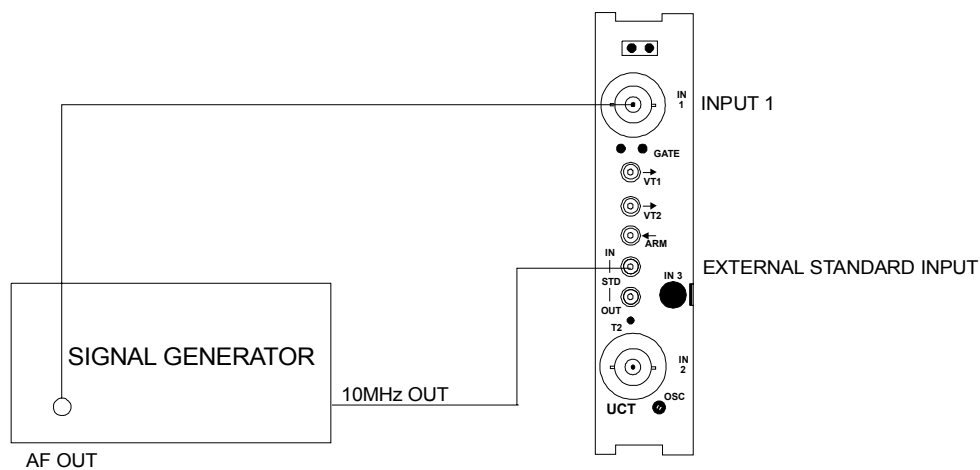 IN
1
INPUT 1
GATE
VT1
VT2
ARM
IN
EXTERNAL STANDARD INPUT
STD
IN 3
OUT
T2
SIGNAL GENERATOR
IN
2
10MHz OUT
OSC
UCT
AF OUT